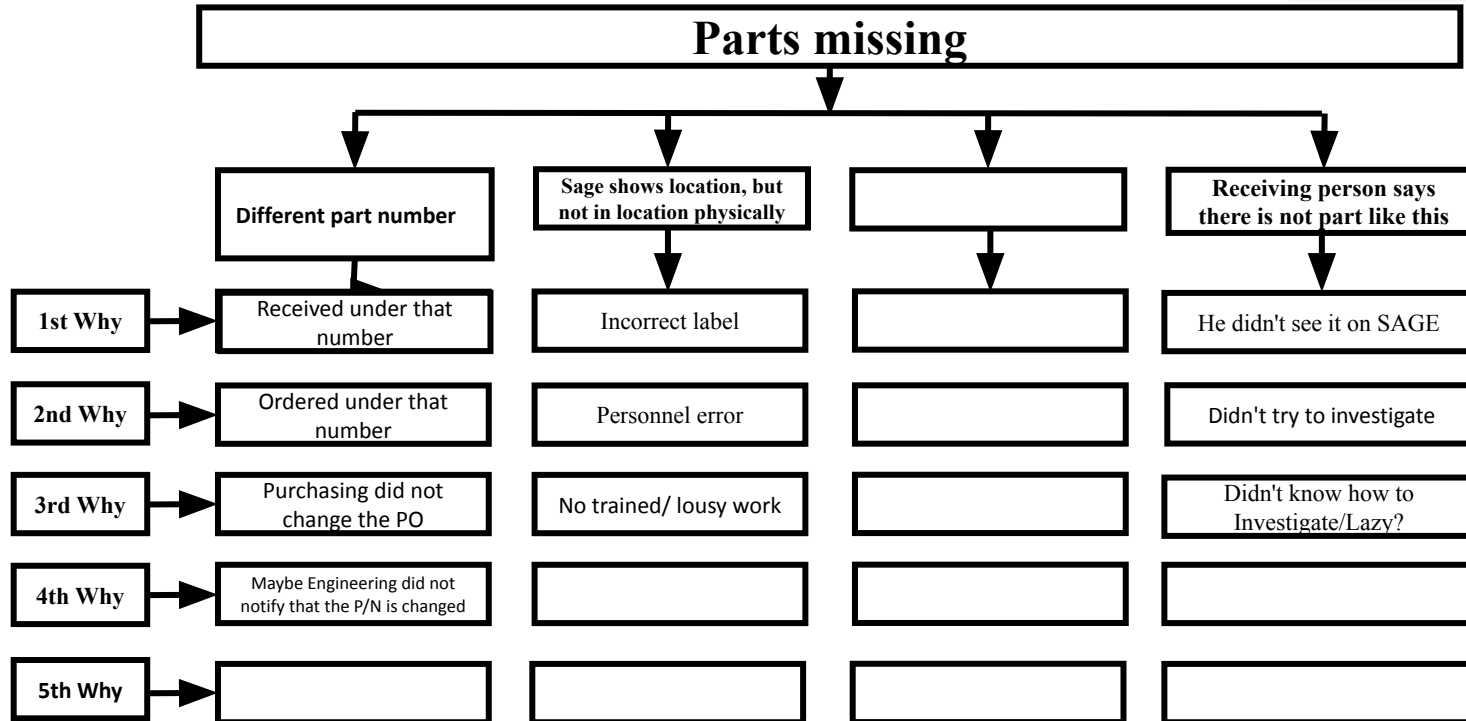 Parts missing
Different part number
Sage shows location, but
not in location physically
Receiving person says
there is not part like this
1st Why
Received under that
number
Incorrect label
He didn't see it on SAGE
2nd Why
Ordered under that
number
Personnel error
Didn't try to investigate
3rd Why
Purchasing did not
change the PO
No trained/ lousy work
Didn't know how to
Investigate/Lazy?
4th Why
Maybe Engineering did not
notify that the P/N is changed
5th Why